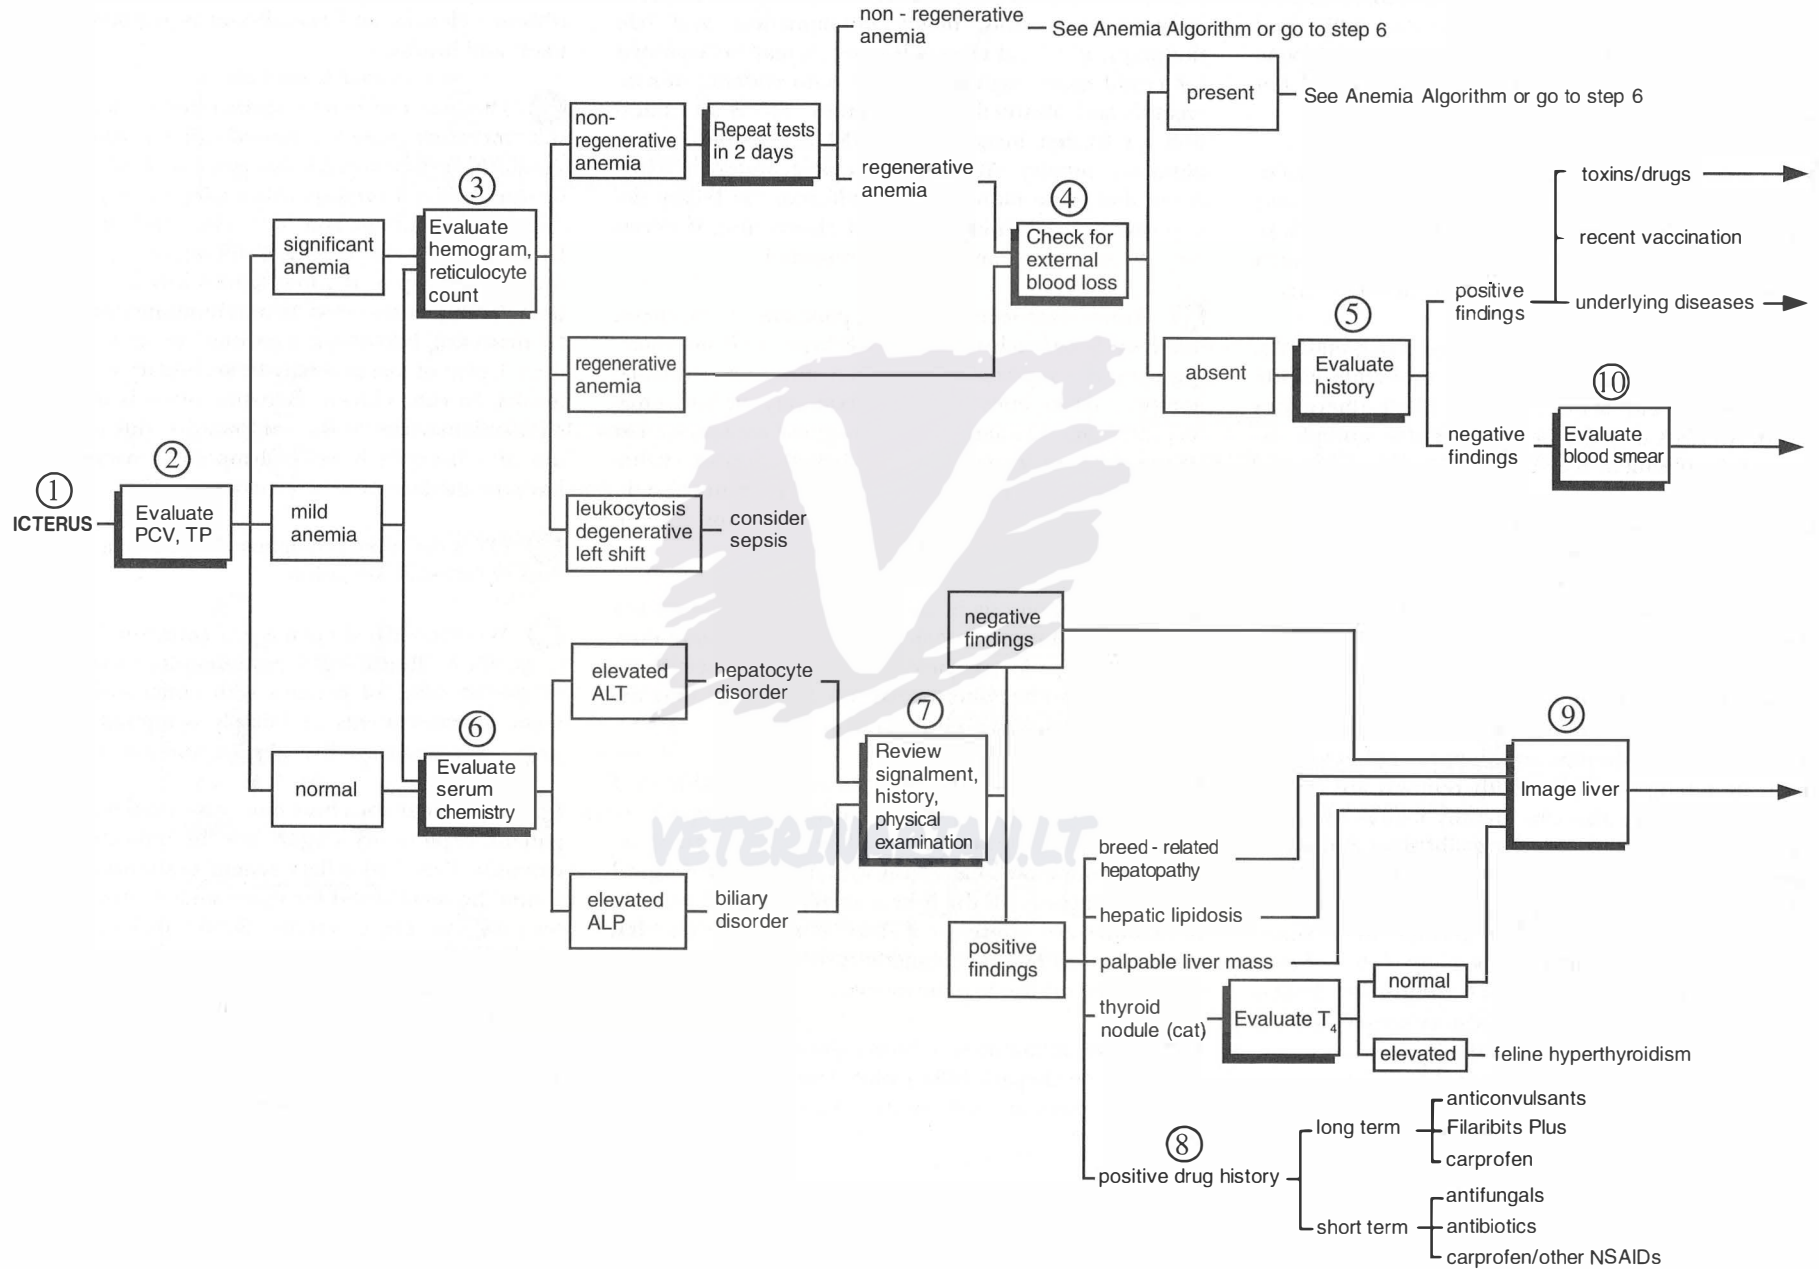 non - regenerative
anemia
See Anemia Algorithm or go to step 6
present
See Anemia Algorithm or go to step 6
non-
regenerative
anemia
Repeat tests
in 2 days
regenerative
anemia
toxins/drugs
3
4
significant
anemia
Evaluate
hemogram,
reticulocyte
count
Check for
external
blood loss
recent vaccination
positive
findings
underlying diseases
5
regenerative
anemia
absent
Evaluate
history
10
negative
findings
Evaluate
blood smear
1
ICTERUS
2
Evaluate
PCV, TP
mild
anemia
leukocytosis
degenerative
left shift
consider
sepsis
negative
findings
elevated
ALT
hepatocyte
disorder
7
9
6
normal
Evaluate
serum
chemistry
Review
signalment,
history,
physical
examination
Image liver
VETERINARIAN.LT
breed - related
hepatopathy
elevated
ALP
biliary
disorder
hepatic lipidosis
positive
findings
palpable liver mass
normal
thyroid
nodule (cat)
Evaluate T4
elevated
feline hyperthyroidism
8
positive drug history
long term
anticonvulsants
Filaribits Plus
carprofen
short term
antifungals
antibiotics
carprofen/other NSAIDs